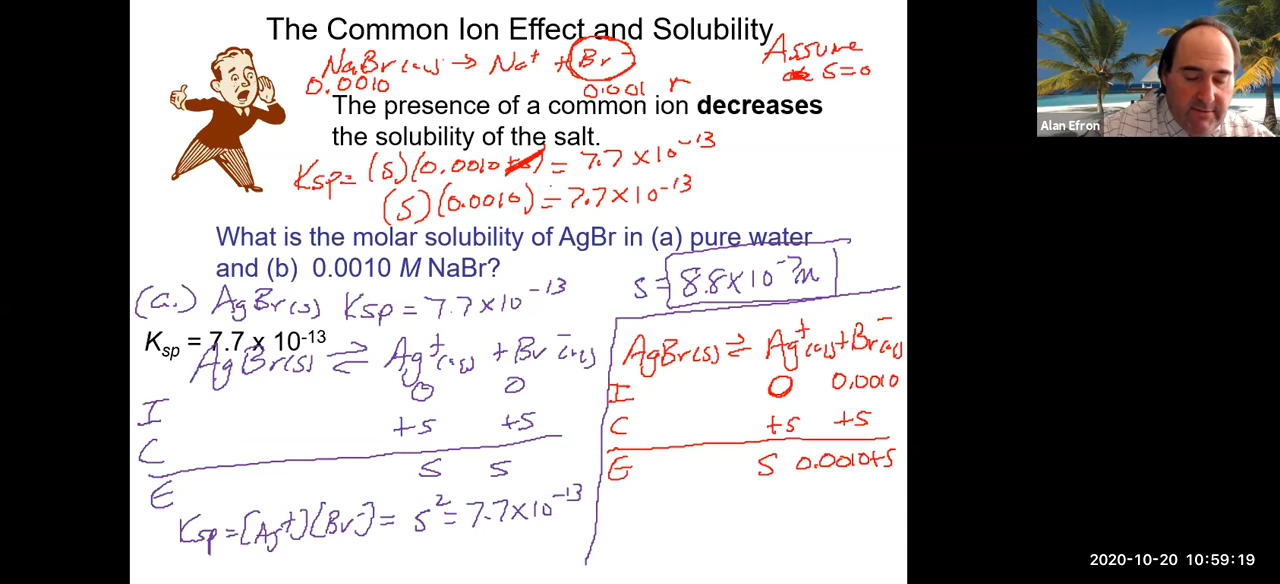 The Common Ion Effect and Solubility
NaBr(aq) → Na⁺ + Br⁻
0.0010
0.001
Assume
s=0
The presence of a common ion decreases
the solubility of the salt.
Ksp= (s)(0.0010+s) = 7.7×10⁻¹³
(s)(0.0010) = 7.7×10⁻¹³
What is the molar solubility of AgBr in (a) pure water
and (b) 0.0010 M NaBr?
s= 8.8×10⁻⁷M
(a.) AgBr(s) Ksp = 7.7×10⁻¹³
Ksp = 7.7 x 10⁻¹³
AgBr(s) ⇌ Ag⁺(aq) + Br⁻(aq)
I 0 0
C +s +s
E s s
Ksp=[Ag⁺][Br⁻]= s²= 7.7×10⁻¹³
AgBr(s) ⇌ Ag⁺(aq) + Br⁻(aq)
I 0 0.0010
C +s +s
E s 0.0010+s
Alan Efron
2020-10-20 10:59:19